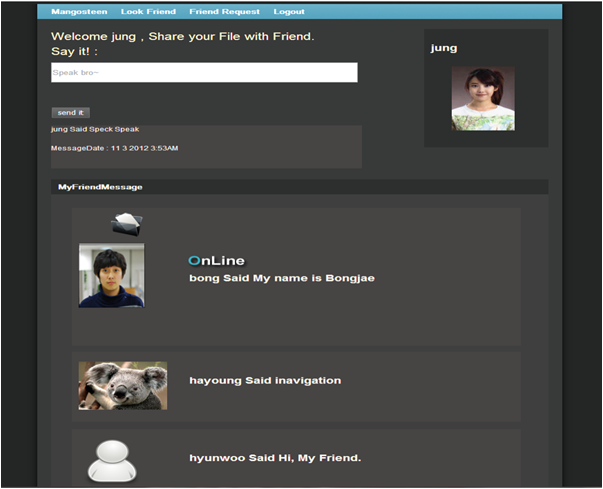 Mangosteen Look Friend Friend Request Logout
Welcome jung , Share your File with Friend.
Say it! :
Speak bro~
send it
jung Said Speck Speak
MessageDate : 11 3 2012 3:53AM
jung
MyFriendMessage
OnLine
bong Said My name is Bongjae
hayoung Said inavigation
hyunwoo Said Hi, My Friend.